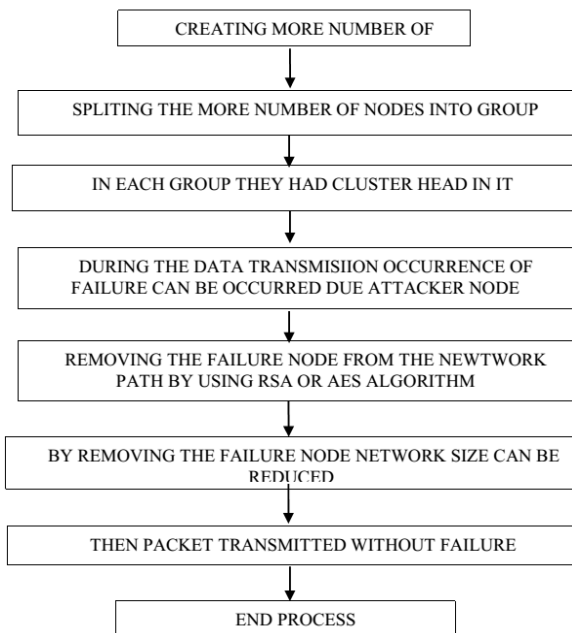 CREATING MORE NUMBER OF
SPLITING THE MORE NUMBER OF NODES INTO GROUP
IN EACH GROUP THEY HAD CLUSTER HEAD IN IT
DURING THE DATA TRANSMISIION OCCURRENCE OF
FAILURE CAN BE OCCURRED DUE ATTACKER NODE
REMOVING THE FAILURE NODE FROM THE NEWTWORK
PATH BY USING RSA OR AES ALGORITHM
BY REMOVING THE FAILURE NODE NETWORK SIZE CAN BE
REDUCED
THEN PACKET TRANSMITTED WITHOUT FAILURE
END PROCESS